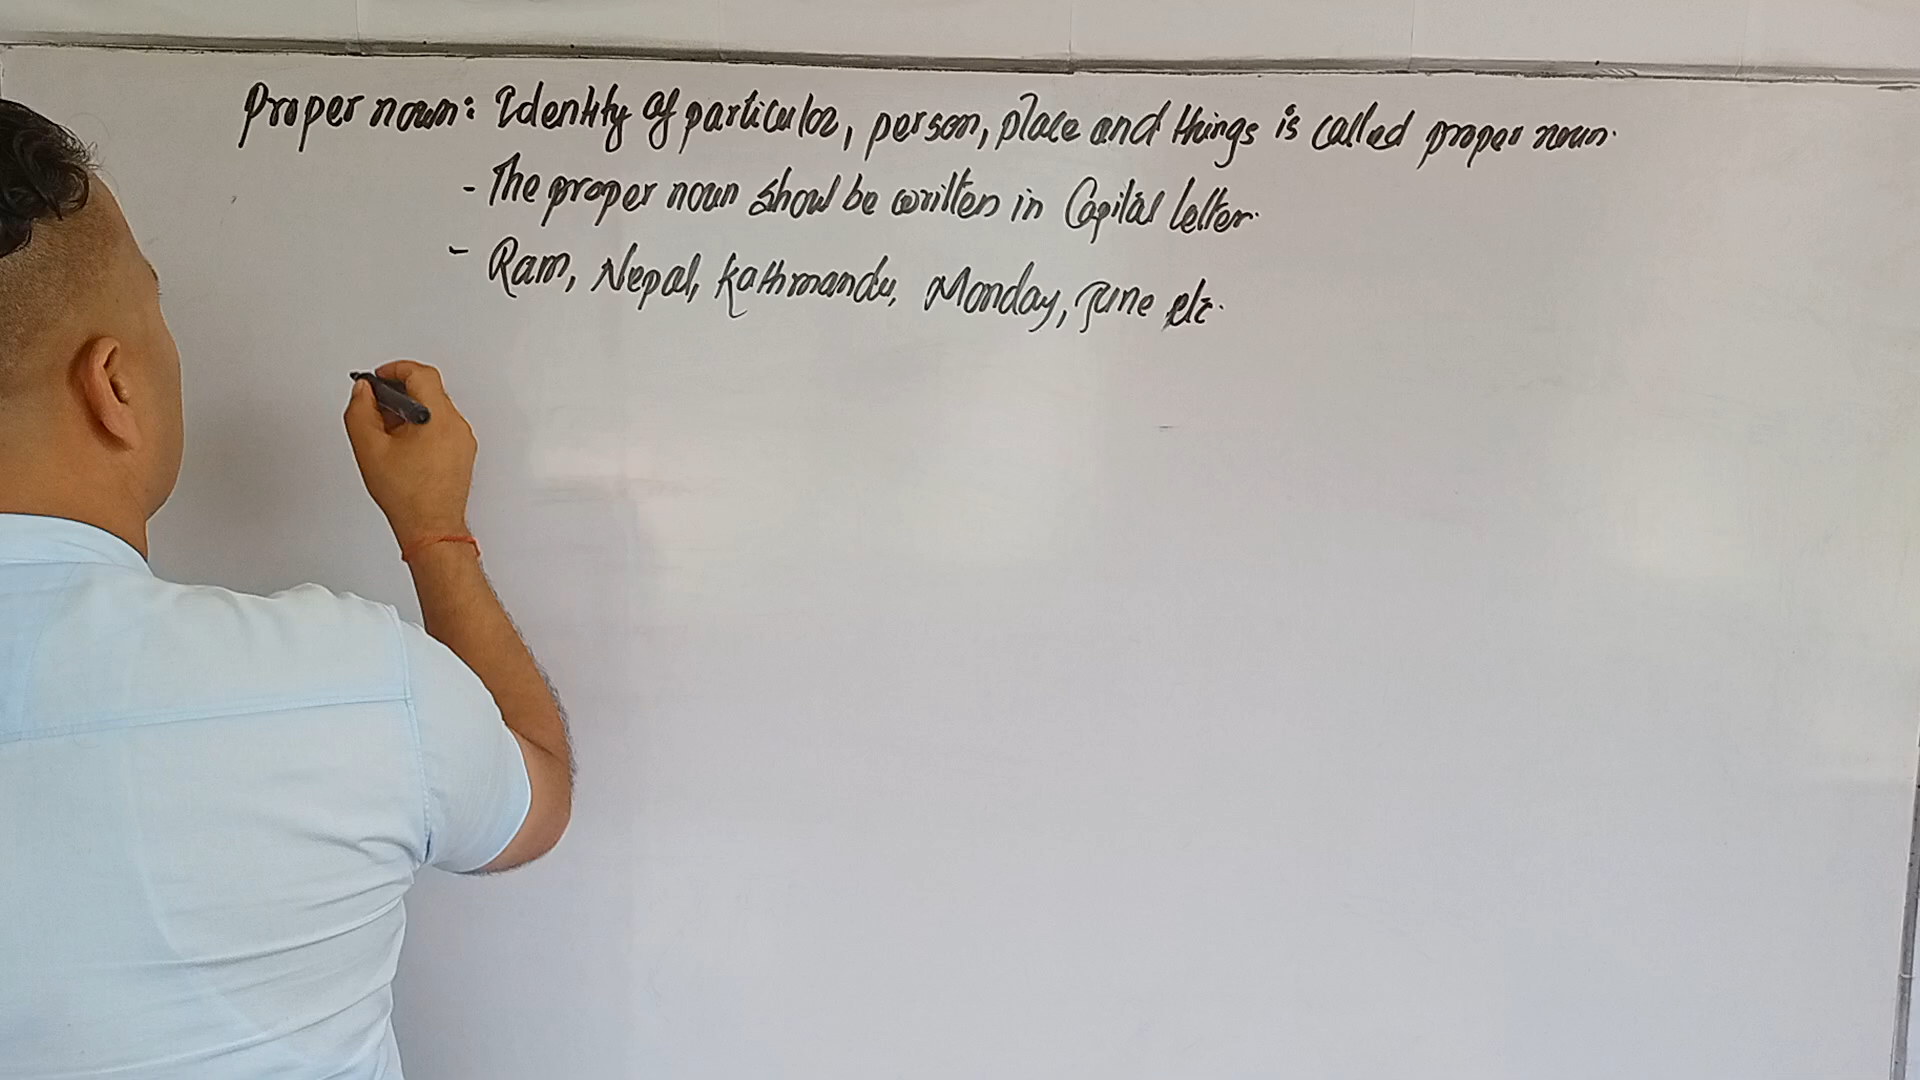 Proper noun: Identity of particular, person, place and things is called proper noun.
- The proper noun shoul be written in Capital letter.
- Ram, Nepal, Kathmandu, Monday, June etc.